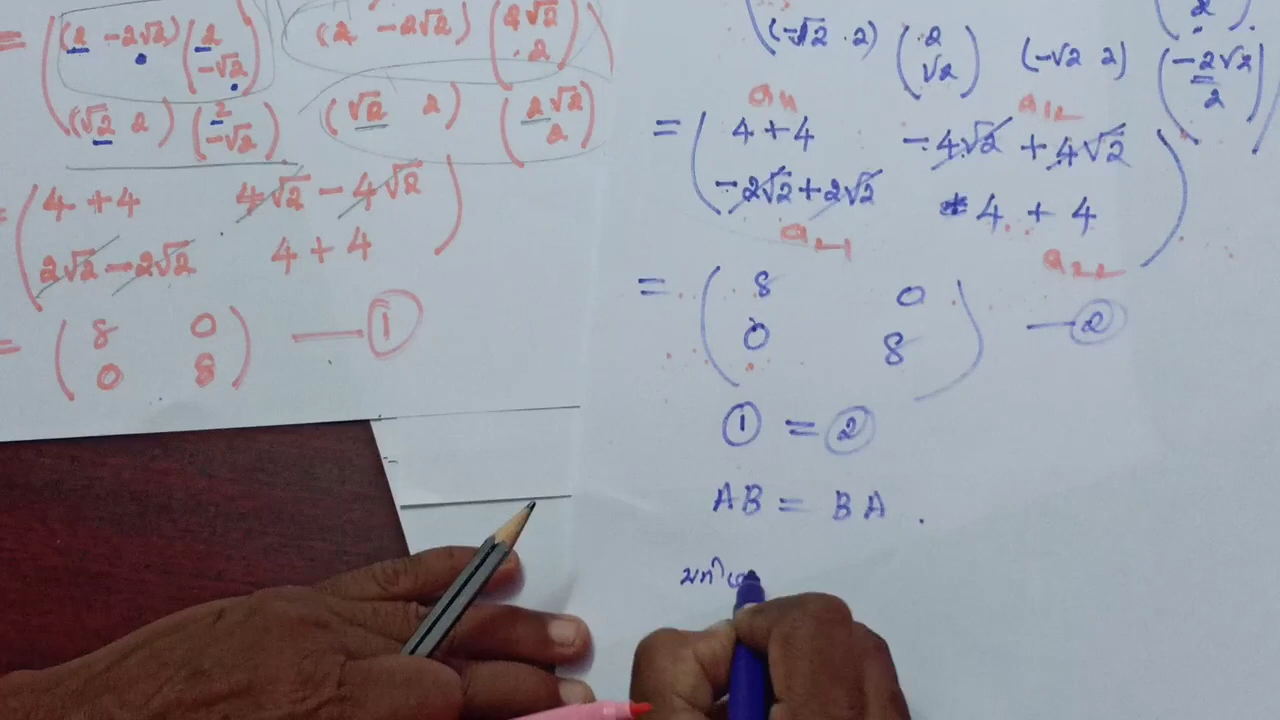 = ( (2 -2√2) (2 -√2) (2 -2√2) (2√2 2)
(√2 2) (2 -√2) (√2 2) (2√2 2)
= ( 4 + 4 4√2 - 4√2
2√2 - 2√2 4 + 4 )
= ( 8 0
0 8 ) — ①
(-√2 2) (2 √2) (-√2 2) (-2√2 2)
a11 a12
= ( 4 + 4 -4√2 + 4√2
-2√2 + 2√2 4 + 4 )
a21 a22
= ( 8 0
0 8 ) — ②
① = ②
AB = BA .